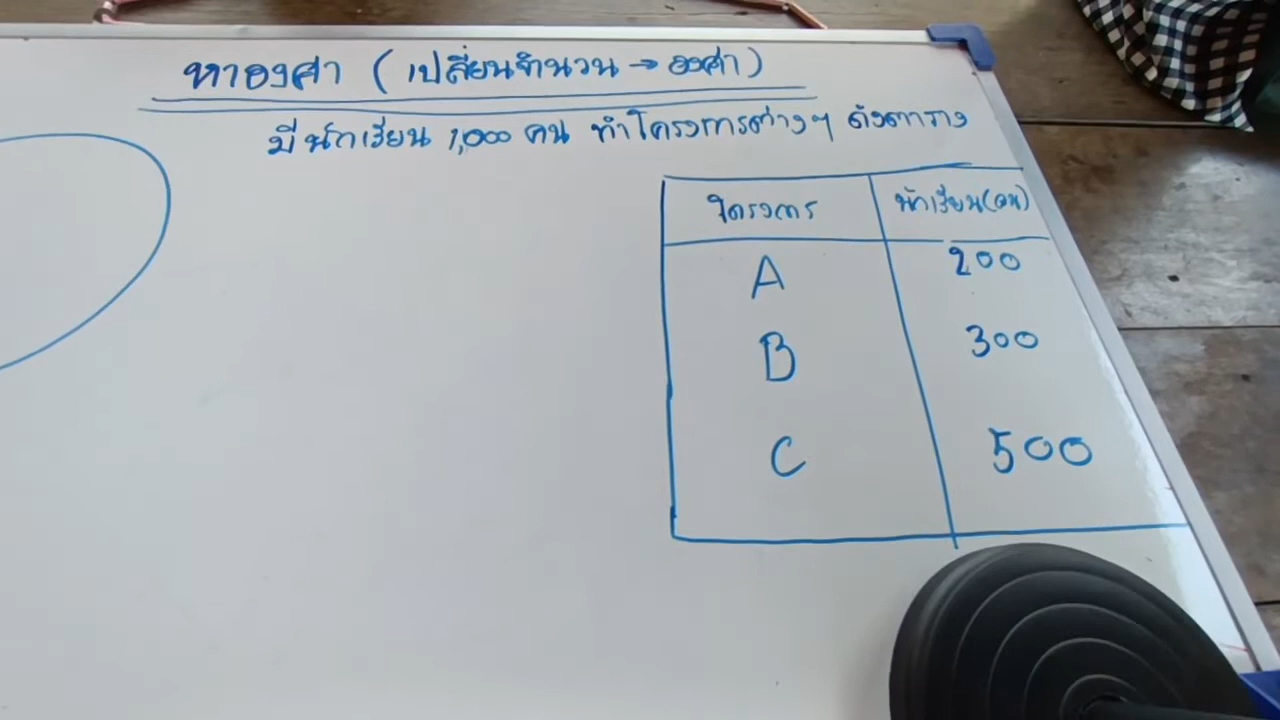 หาองศา (เปลี่ยนจำนวน → องศา)
มีนักเรียน 1,000 คน ทำโครงการต่างๆ ดังตาราง
โครงการ นักเรียน(คน)
A 200
B 300
C 500